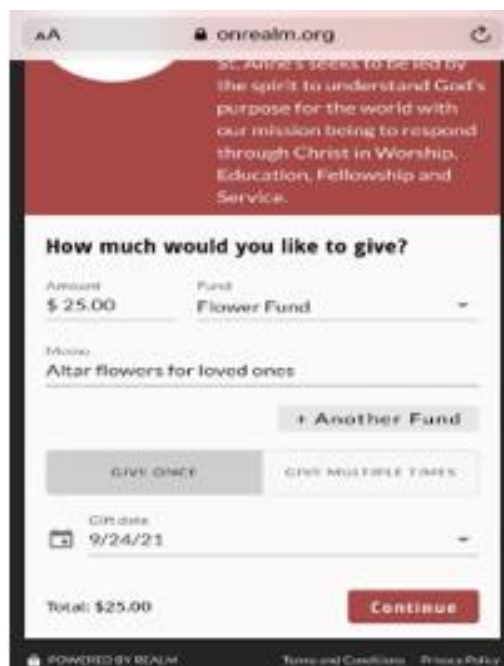 AA
onrealm.org
St. Anne's seeks to be led by
the spirit to understand God's
purpose for the world with
our mission being to respond
through Christ in Worship,
Education, Fellowship and
Service.
How much would you like to give?
Amount
Fund
$ 25.00
Flower Fund
Memo
Altar flowers for loved ones
+ Another Fund
GIVE ONCE
GIVE MULTIPLE TIMES
Gift date
9/24/21
Total: $25.00
Continue
POWERED BY REALM
Terms and Conditions
Privacy Policy